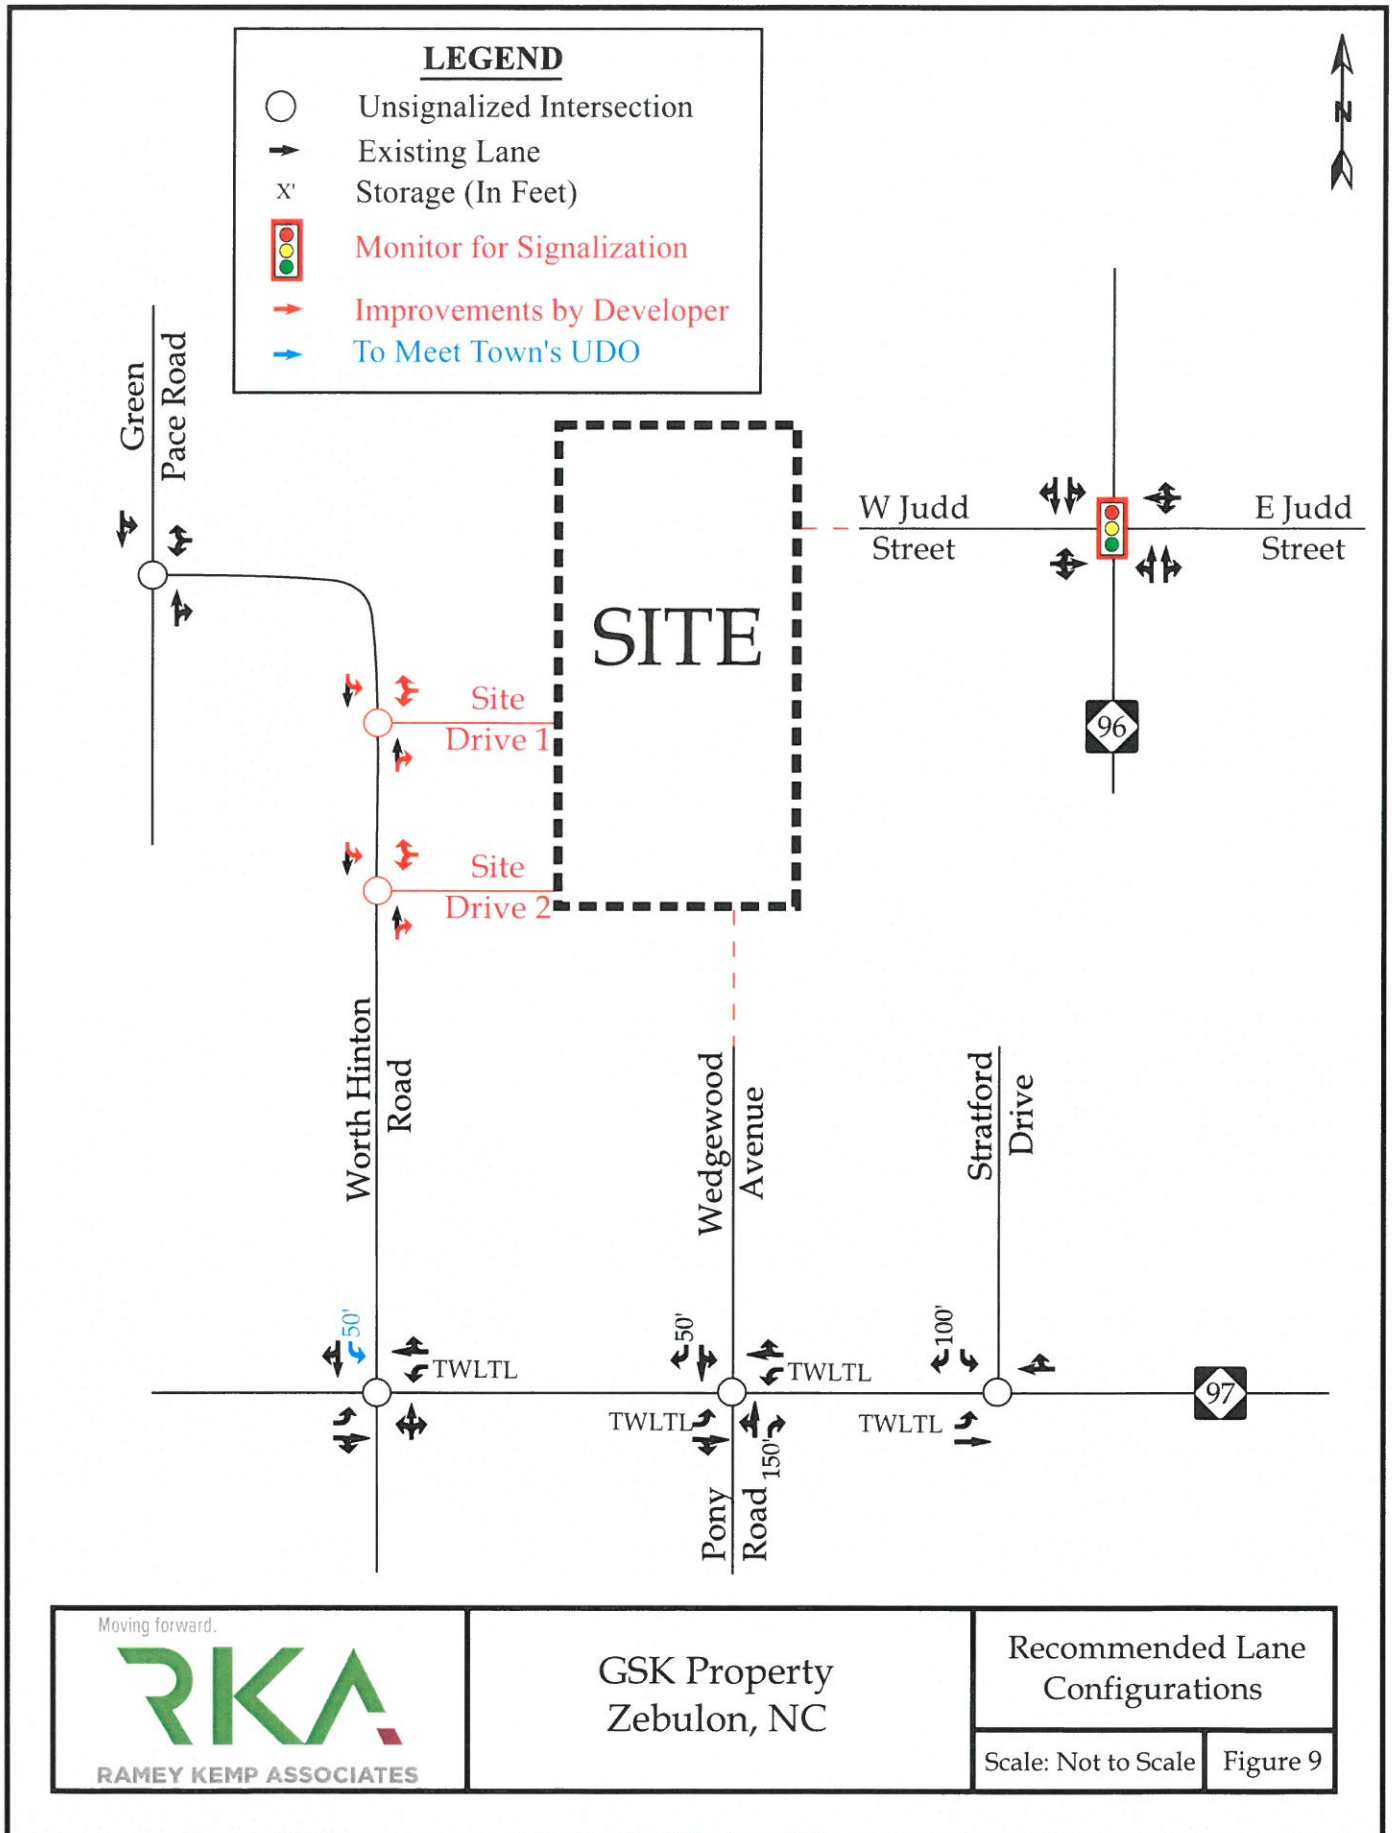 LEGEND
Unsignalized Intersection
Existing Lane
X' Storage (In Feet)
Monitor for Signalization
Improvements by Developer
To Meet Town's UDO
N
Green
Pace Road
W Judd
Street
E Judd
Street
SITE
96
Site
Drive 1
Site
Drive 2
Worth Hinton
Road
Wedgewood
Avenue
Stratford
Drive
50'
TWLTL
50'
TWLTL
100'
97
TWLTL
150'
TWLTL
Pony
Road
Moving forward.
RKA
RAMEY KEMP ASSOCIATES
GSK Property
Zebulon, NC
Recommended Lane
Configurations
Scale: Not to Scale
Figure 9